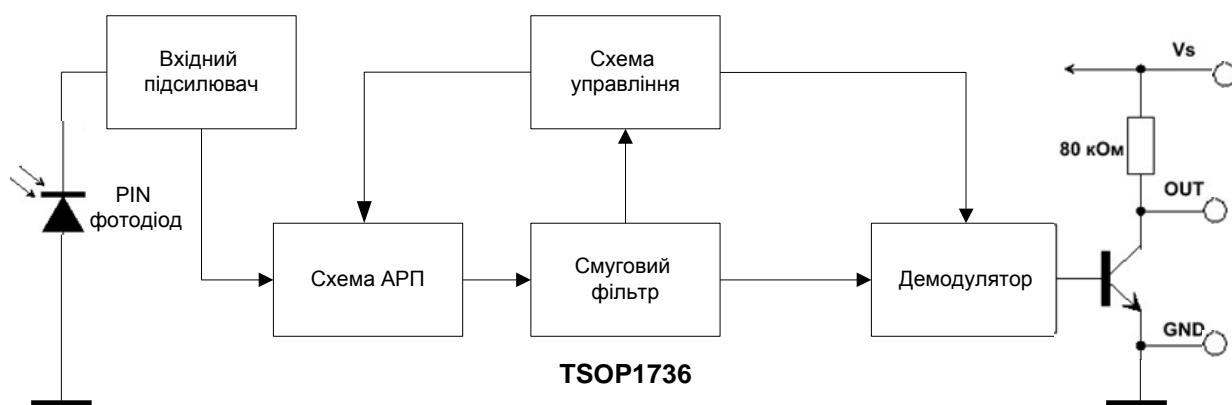 Вхідний
підсилювач
Схема
управління
Vs
80 кОм
PIN
фотодіод
OUT
Схема АРП
Смуговий
фільтр
Демодулятор
GND
TSOP1736